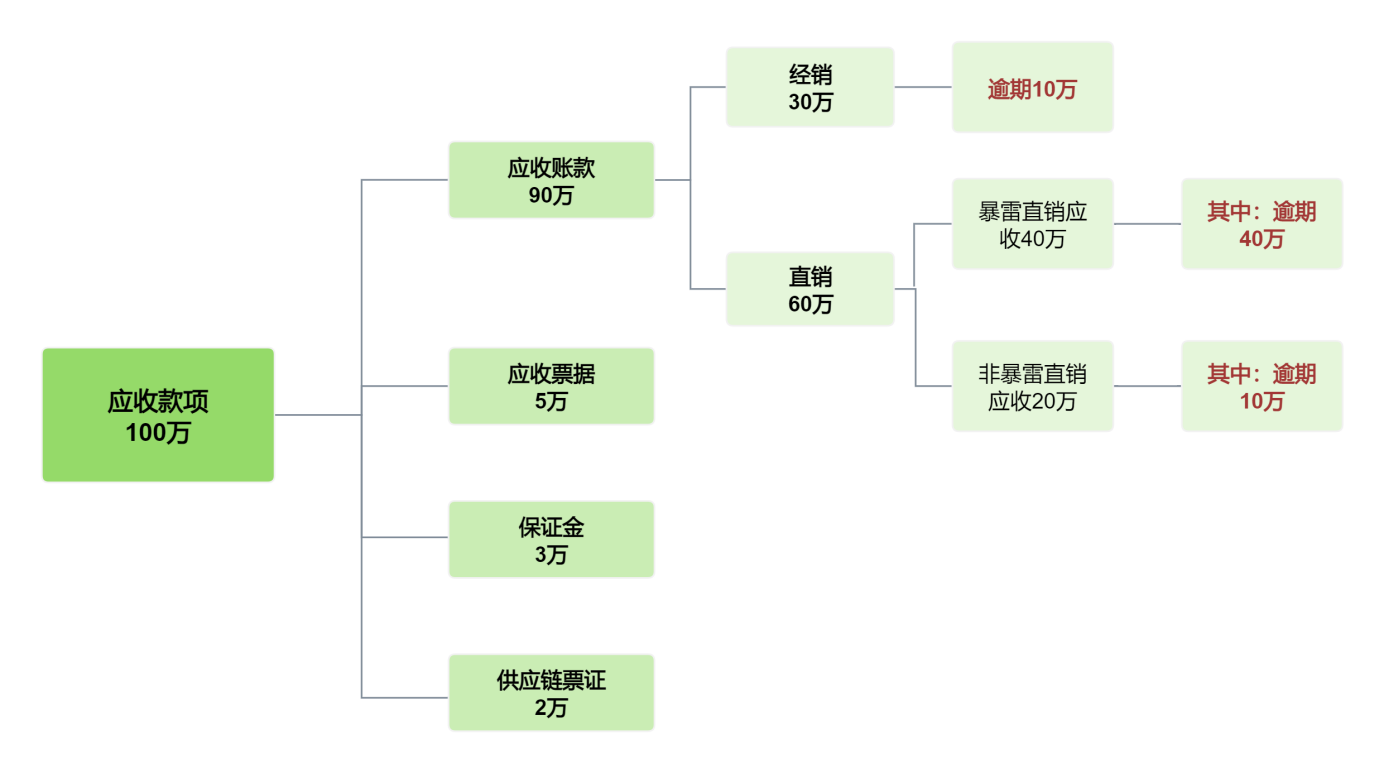 应收款项
100万
应收账款
90万
经销
30万
逾期10万
直销
60万
暴雷直销应
收40万
其中：逾期
40万
非暴雷直销
应收20万
其中：逾期
10万
应收票据
5万
保证金
3万
供应链票证
2万